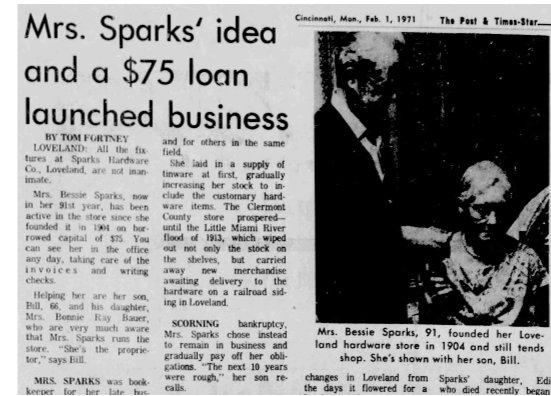 Mrs. Sparks' idea
and a $75 loan
launched business
Cincinnati, Mon., Feb. 1, 1971 The Post & Times-Star
BY TOM FORTNEY
LOVELAND: All the fix-
tures at Sparks Hardware
Co., Loveland, are not inan-
imate.
Mrs. Bessie Sparks, now
in her 91st year, has been
active in the store since she
founded it in 1904 on bor-
rowed capital of $75. You
can see her in the office
any day, taking care of the
invoices and writing
checks.
Helping her are her son,
Bill, 66, and his daughter,
Mrs. Bonnie Ray Bauer,
who are very much aware
that Mrs. Sparks runs the
store. "She's the proprie-
tor," says Bill.
MRS. SPARKS was book-
keeper for her late hus-
and for others in the same
field.
She laid in a supply of
tinware at first, gradually
increasing her stock to in-
clude the customary hard-
ware items. The Clermont
County store prospered—
until the Little Miami River
flood of 1913, which wiped
out not only the stock on
the shelves, but carried
away new merchandise
awaiting delivery to the
hardware on a railroad sid-
ing in Loveland.
SCORNING bankruptcy,
Mrs. Sparks chose instead
to remain in business and
gradually pay off her obli-
gations. "The next 10 years
were rough," her son re-
calls.
Mrs. Bessie Sparks, 91, founded her Love-
land hardware store in 1904 and still tends
shop. She's shown with her son, Bill.
changes in Loveland from
the days it flowered for a
Sparks' daughter, Edi
who died recently began